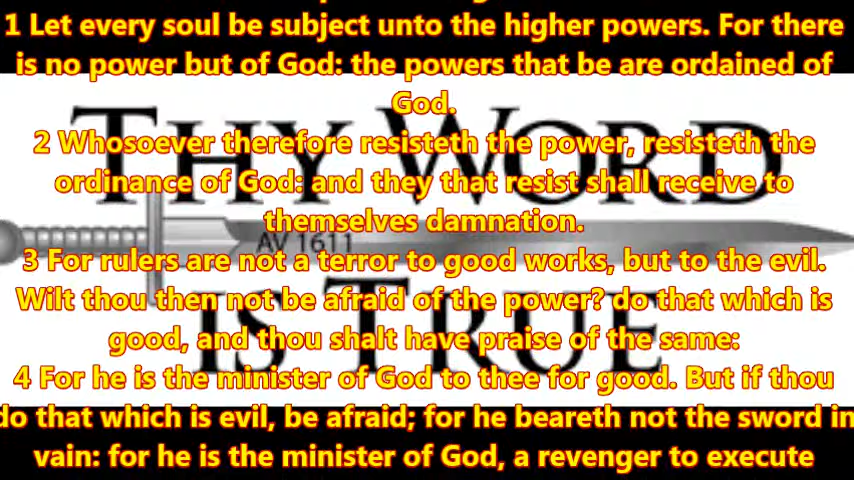 1 Let every soul be subject unto the higher powers. For there
is no power but of God: the powers that be are ordained of
God.
THY WORD
2 Whosoever therefore resisteth the power, resisteth the
ordinance of God: and they that resist shall receive to
themselves damnation.
AV 1611
3 For rulers are not a terror to good works, but to the evil.
Wilt thou then not be afraid of the power? do that which is
good, and thou shalt have praise of the same:
IS TRUE
4 For he is the minister of God to thee for good. But if thou
do that which is evil, be afraid; for he beareth not the sword in
vain: for he is the minister of God, a revenger to execute